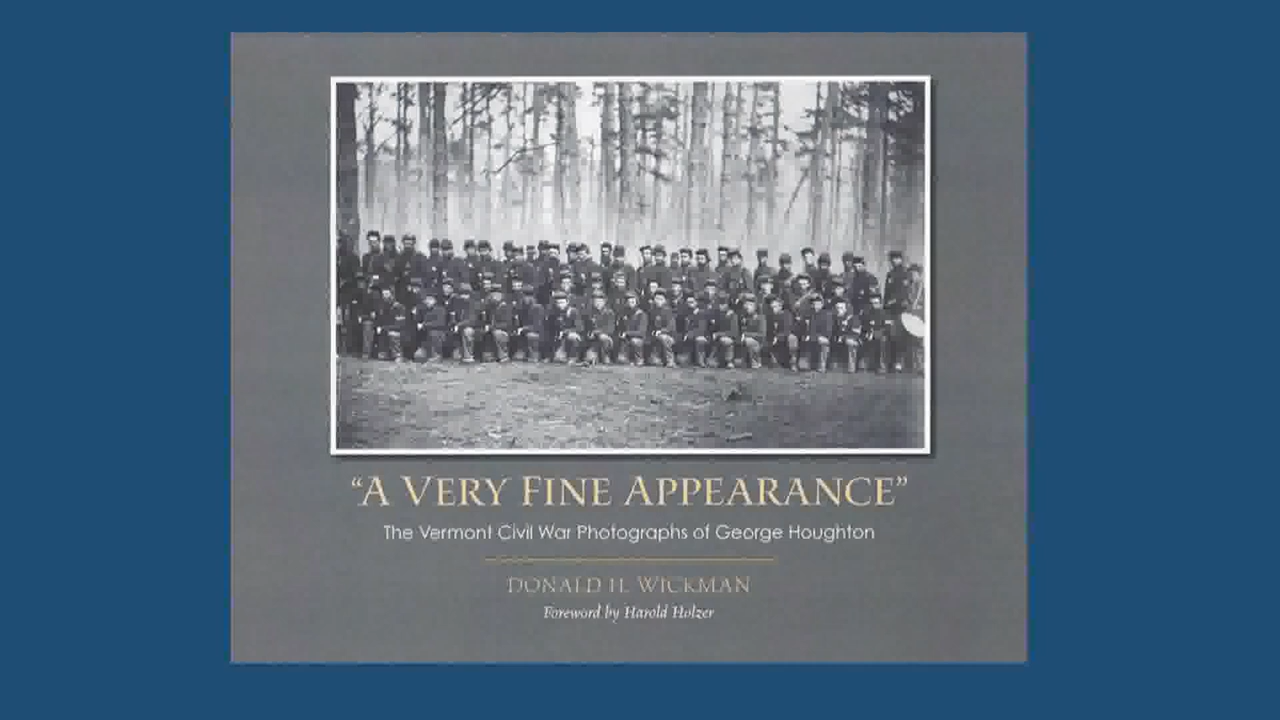 “A VERY FINE APPEARANCE”
The Vermont Civil War Photographs of George Houghton
DONALD H. WICKMAN
Foreword by Harold Holzer